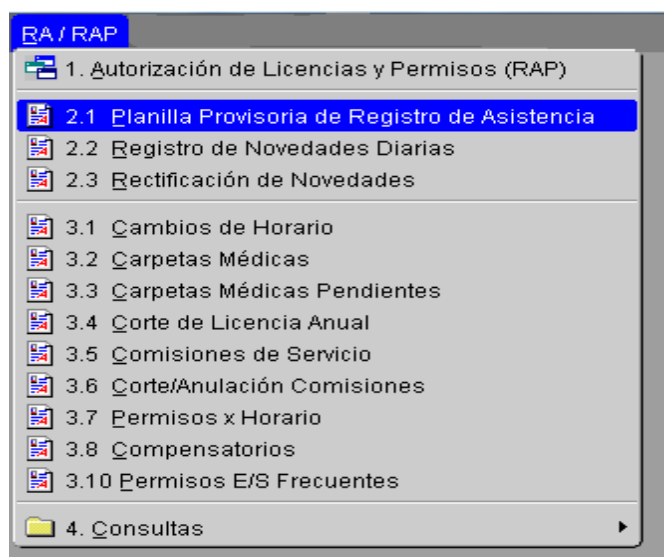 RA / RAP
1. Autorización de Licencias y Permisos (RAP)
2.1 Planilla Provisoria de Registro de Asistencia
2.2 Registro de Novedades Diarias
2.3 Rectificación de Novedades
3.1 Cambios de Horario
3.2 Carpetas Médicas
3.3 Carpetas Médicas Pendientes
3.4 Corte de Licencia Anual
3.5 Comisiones de Servicio
3.6 Corte/Anulación Comisiones
3.7 Permisos x Horario
3.8 Compensatorios
3.10 Permisos E/S Frecuentes
4. Consultas